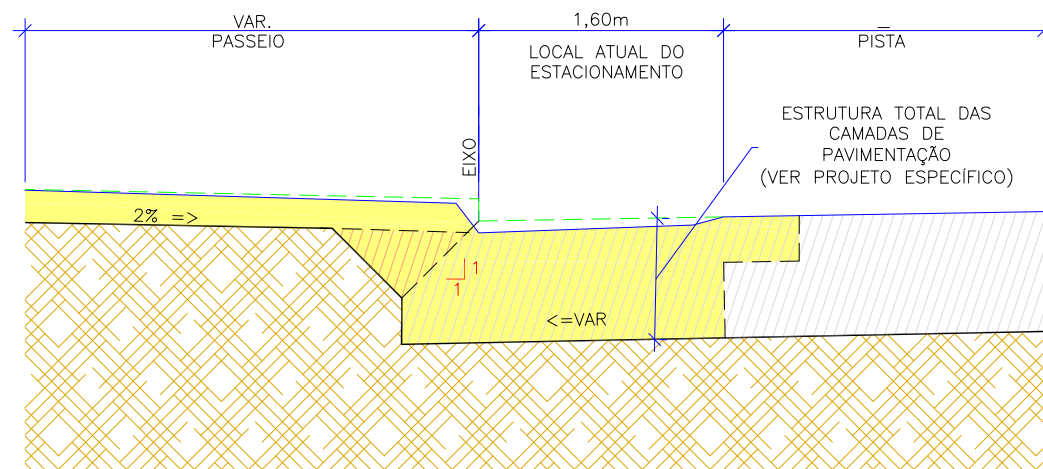 VAR.
PASSEIO
1,60m
LOCAL ATUAL DO
ESTACIONAMENTO
PISTA
ESTRUTURA TOTAL DAS
CAMADAS DE
PAVIMENTAÇÃO
(VER PROJETO ESPECÍFICO)
EIXO
2% =>
1
1
<=VAR